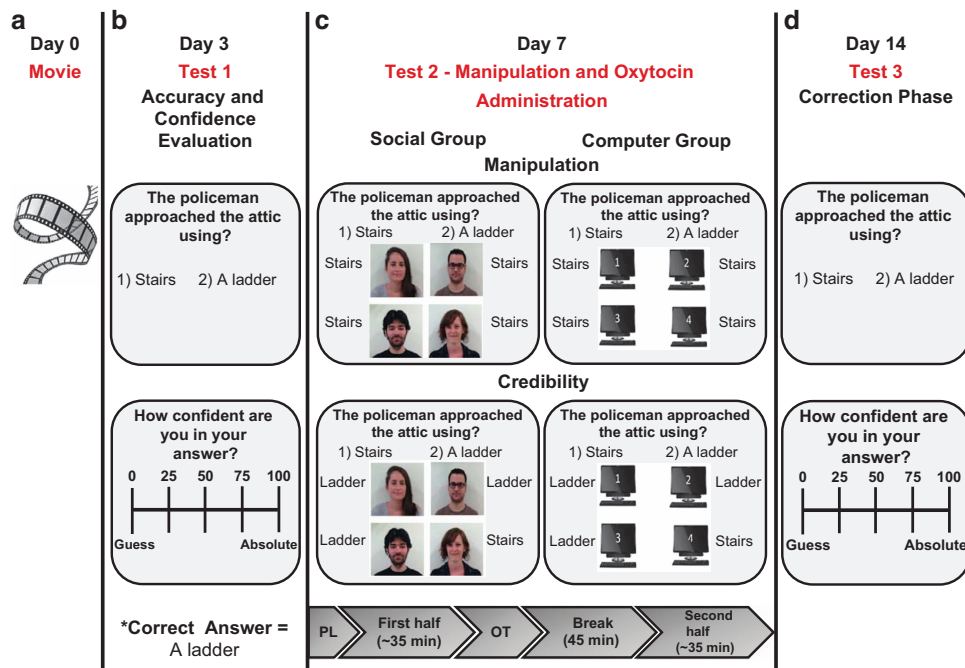 a
Day 0
Movie
b
Day 3
Test 1
Accuracy and
Confidence
Evaluation
The policeman
approached the attic
using?
1) Stairs 2) A ladder
How confident are
you in your
answer?
0 25 50 75 100
Guess Absolute
*Correct Answer =
A ladder
c
Day 7
Test 2 - Manipulation and Oxytocin
Administration
Social Group Computer Group
Manipulation
The policeman approached
the attic using?
1) Stairs 2) A ladder
Stairs Stairs
Stairs Stairs
The policeman approached
the attic using?
1) Stairs 2) A ladder
Stairs 1 2 Stairs
Stairs 3 4 Stairs
Credibility
The policeman approached
the attic using?
1) Stairs 2) A ladder
Ladder Ladder
Ladder Stairs
The policeman approached
the attic using?
1) Stairs 2) A ladder
Ladder 1 2 Ladder
Ladder 3 4 Stairs
PL
First half
(~35 min)
OT
Break
(45 min)
Second
half
(~35 min)
d
Day 14
Test 3
Correction Phase
The policeman
approached the attic
using?
1) Stairs 2) A ladder
How confident are
you in your
answer?
0 25 50 75 100
Guess Absolute